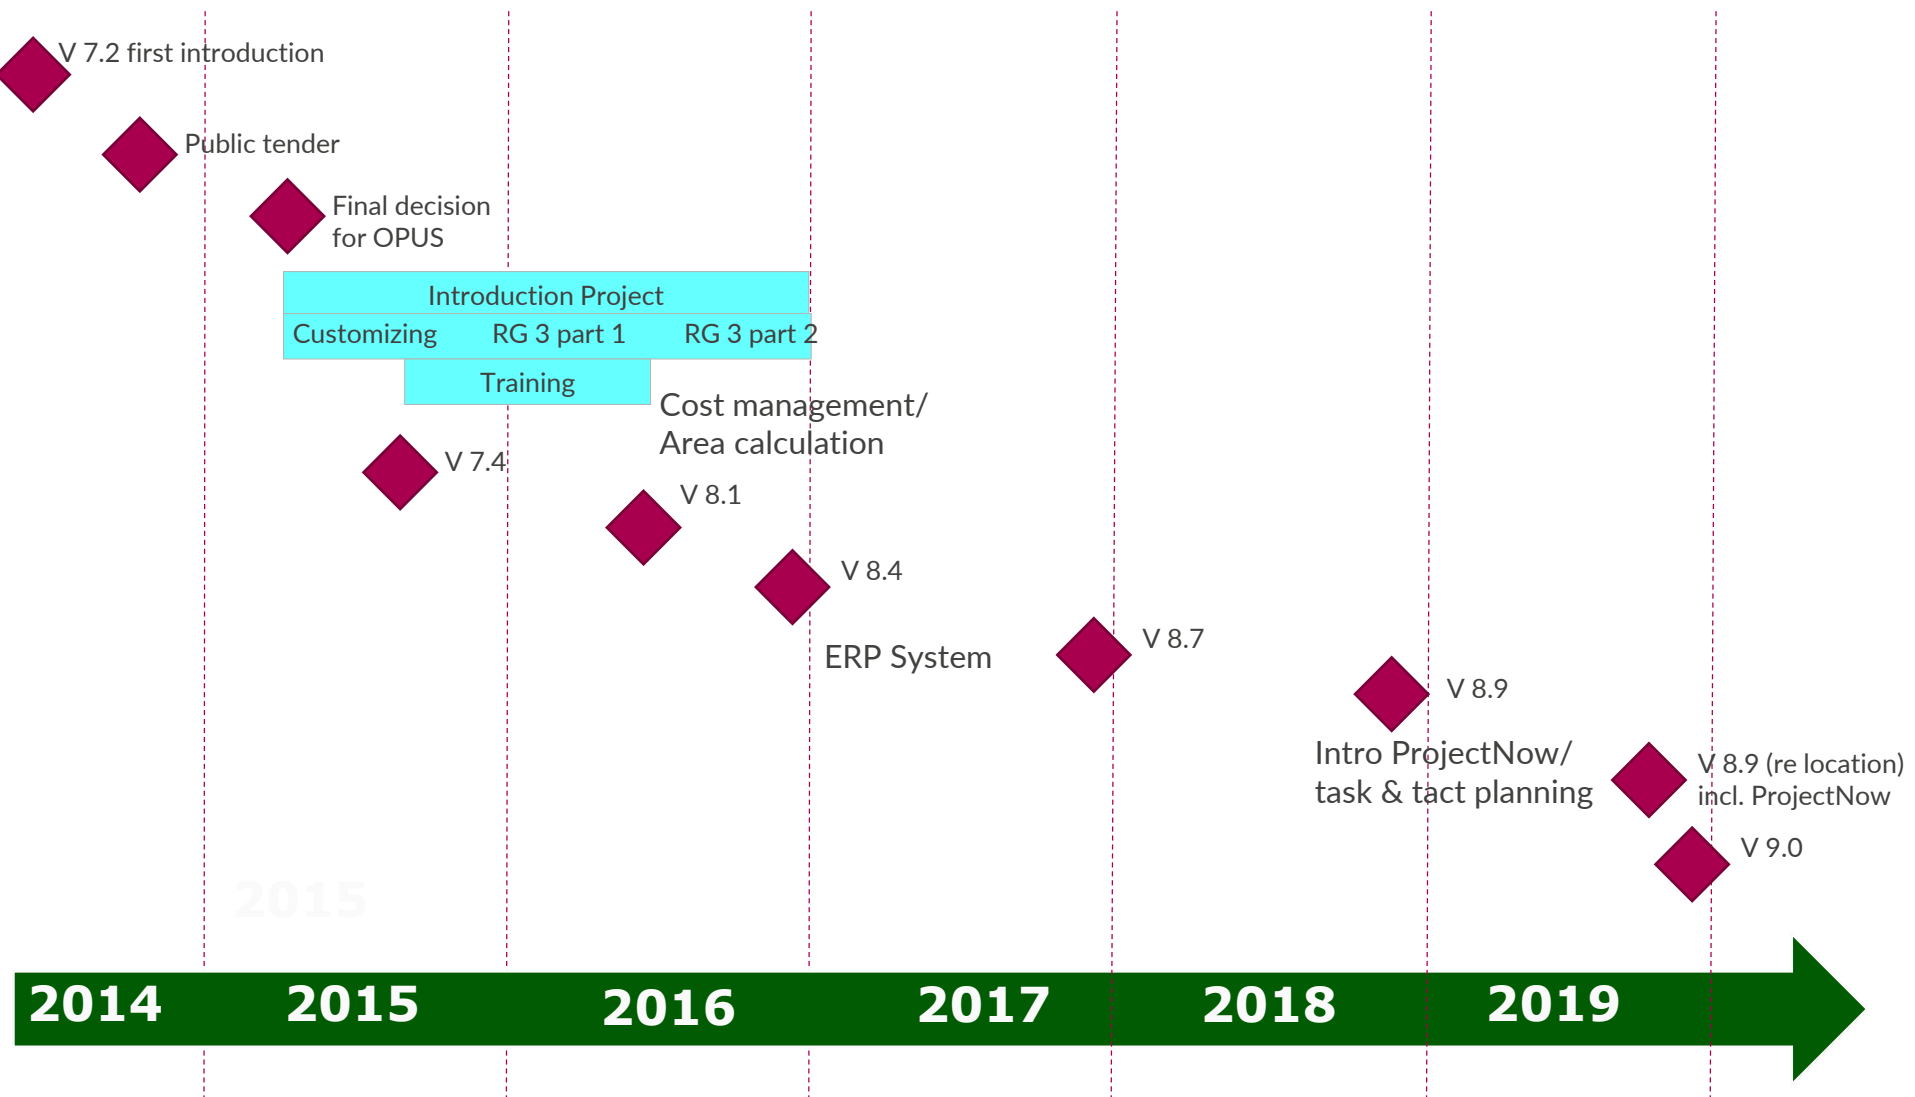 V 7.2 first introduction
Public tender
Final decision
for OPUS
Introduction Project
Customizing RG 3 part 1 RG 3 part 2
Training
Cost management/
Area calculation
V 7.4
V 8.1
V 8.4
V 8.7
ERP System
V 8.9
Intro ProjectNow/
task & tact planning
V 8.9 (re location)
incl. ProjectNow
V 9.0
2015
2014 2015 2016 2017 2018 2019